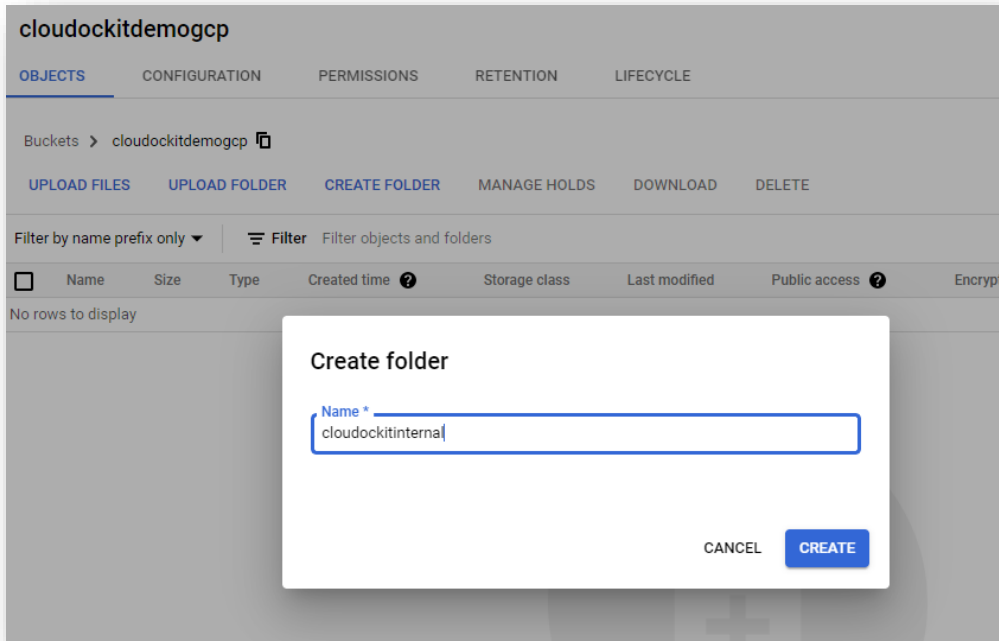 cloudockitdemogcp
OBJECTS CONFIGURATION PERMISSIONS RETENTION LIFECYCLE
Buckets > cloudockitdemogcp
UPLOAD FILES UPLOAD FOLDER CREATE FOLDER MANAGE HOLDS DOWNLOAD DELETE
Filter by name prefix only Filter Filter objects and folders
Name Size Type Created time ? Storage class Last modified Public access ? Encryp
No rows to display
Create folder
Name *
cloudockitinternal
CANCEL CREATE